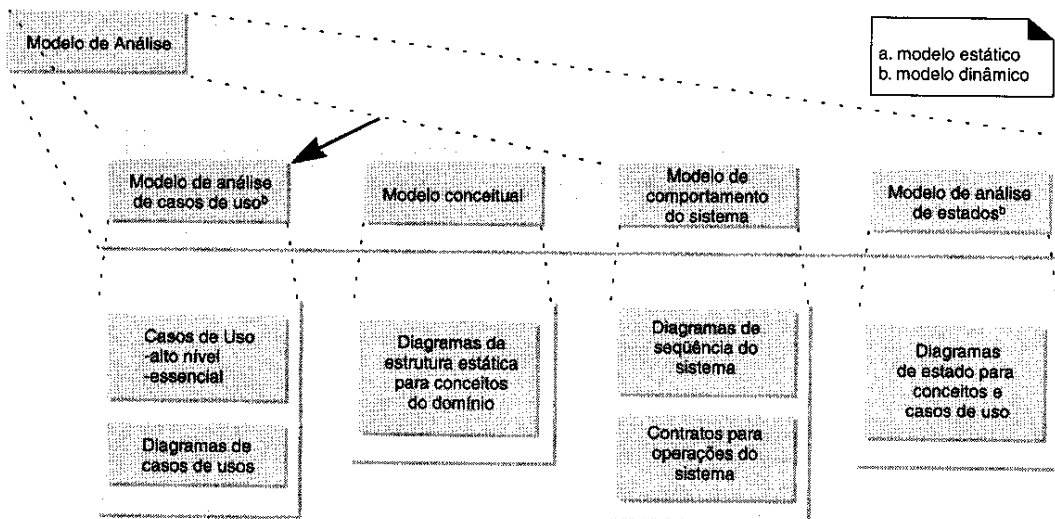 Modelo de Análise
a. modelo estático
b. modelo dinâmico
Modelo de análise
de casos de usoᵇ
Modelo conceitual
Modelo de
comportamento
do sistema
Modelo de análise
de estadosᵇ
Casos de Uso
-alto nível
-essencial
Diagramas de
casos de usos
Diagramas da
estrutura estática
para conceitos
do domínio
Diagramas de
seqüência do
sistema
Contratos para
operações do
sistema
Diagramas
de estado para
conceitos e
casos de uso